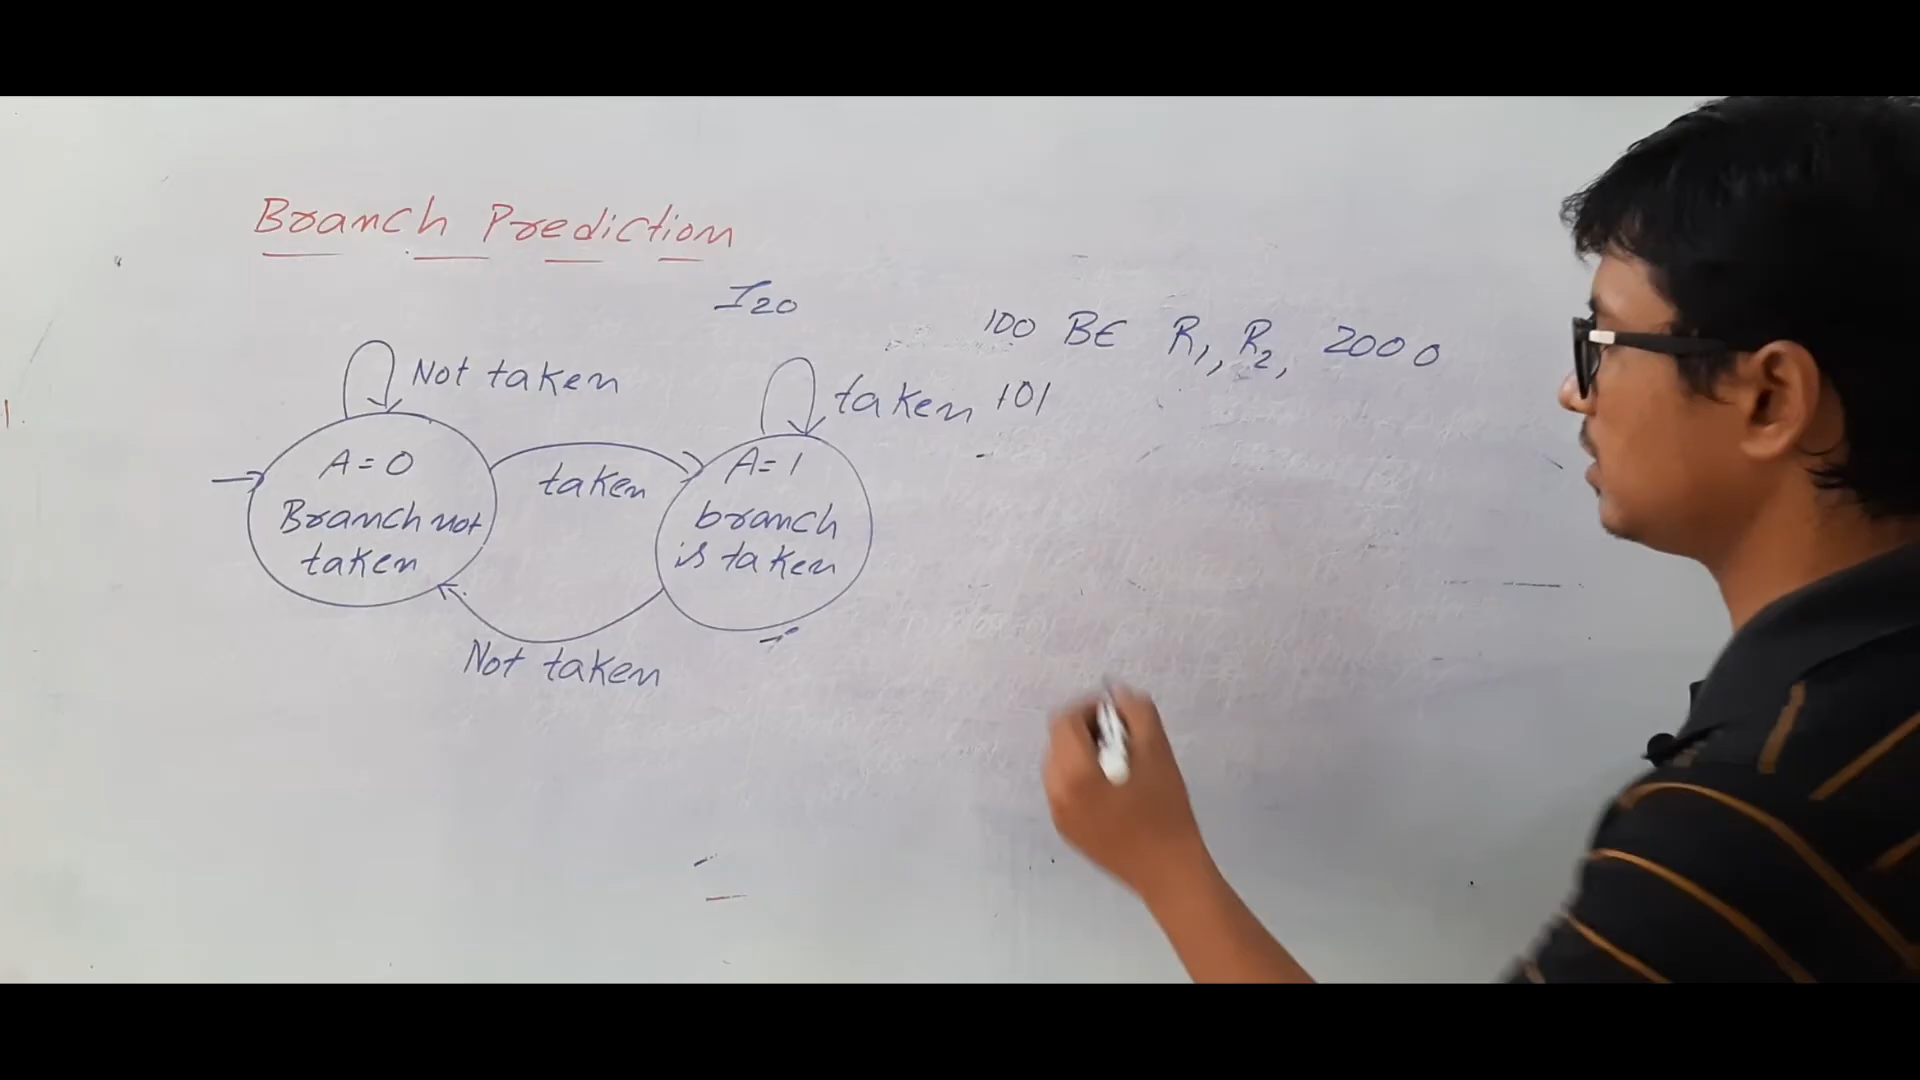 Branch Prediction
I20
100 BE R1, R2, 2000
101
Not taken
taken
A=0
Branch not
taken
taken
A=1
branch
is taken
Not taken